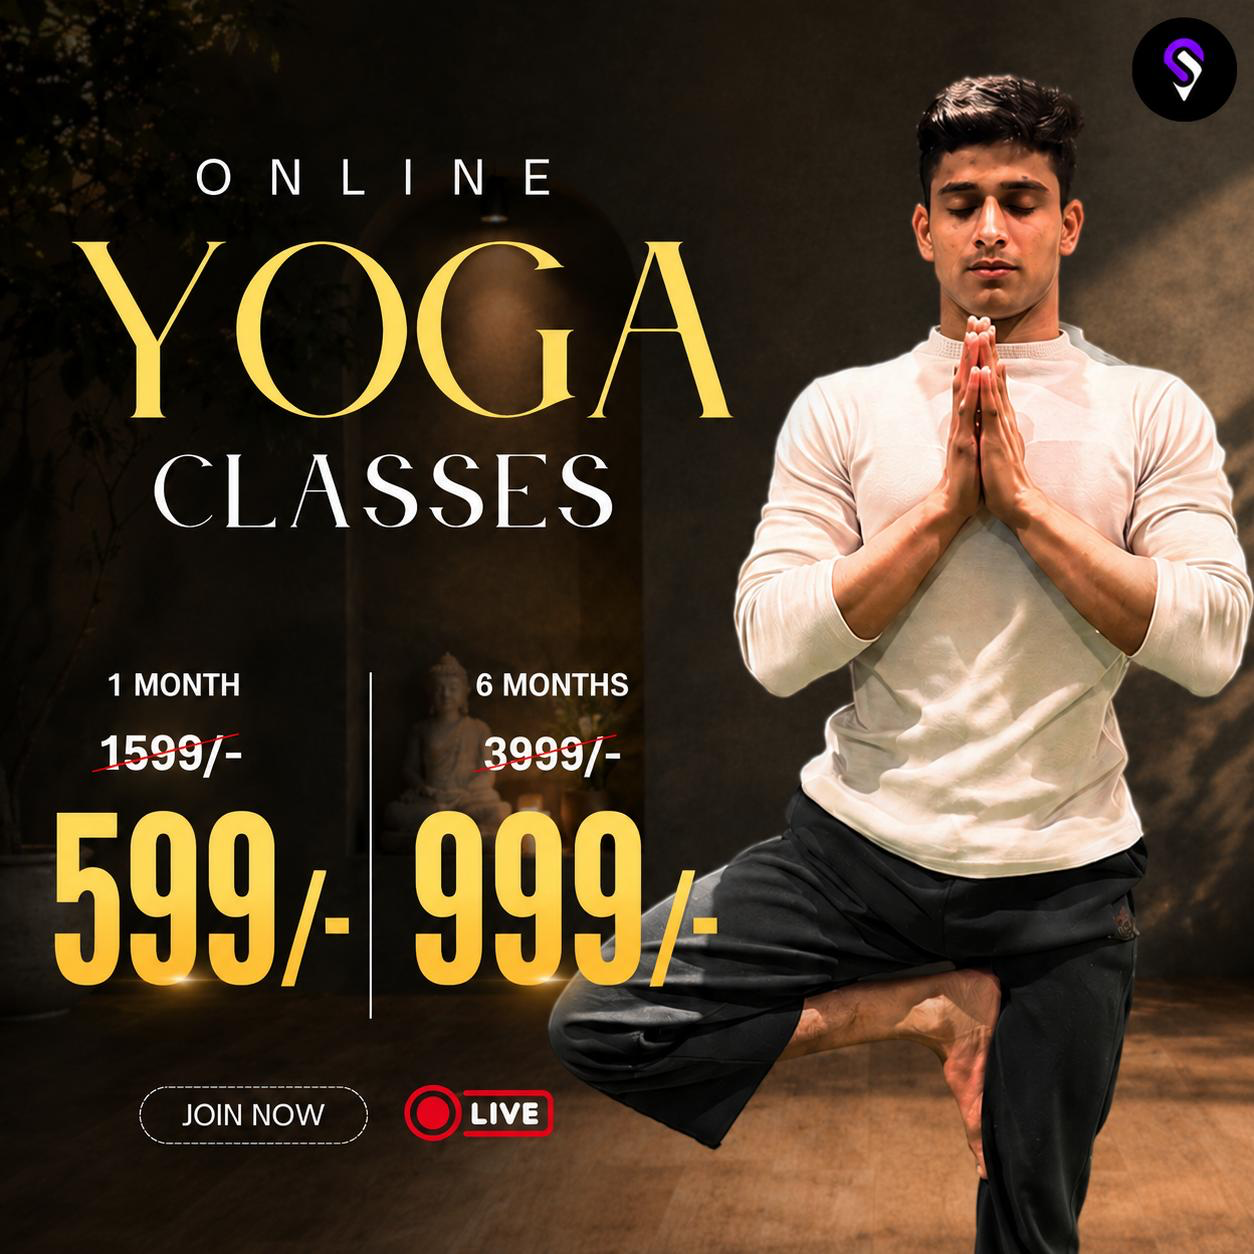 ONLINE
YOGA
CLASSES
1 MONTH
1599/-
599/-
6 MONTHS
3999/-
999/-
JOIN NOW
LIVE